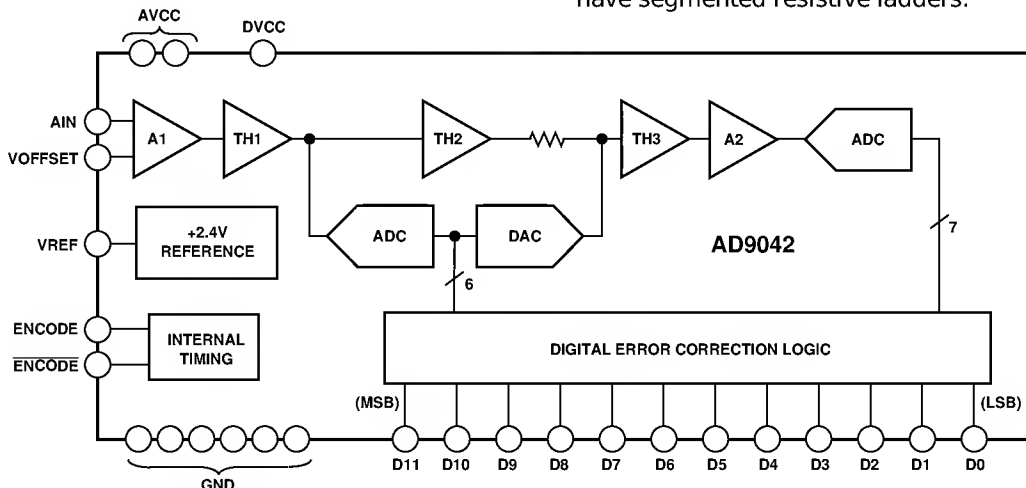 have segmented resistive ladders.
AVCC
DVCC
AIN
VOFFSET
A1
TH1
TH2
TH3
A2
ADC
VREF
+2.4V
REFERENCE
ADC
DAC
AD9042
7
6
ENCODE
ENCODE
INTERNAL
TIMING
DIGITAL ERROR CORRECTION LOGIC
(MSB)
(LSB)
D11 D10 D9 D8 D7 D6 D5 D4 D3 D2 D1 D0
GND